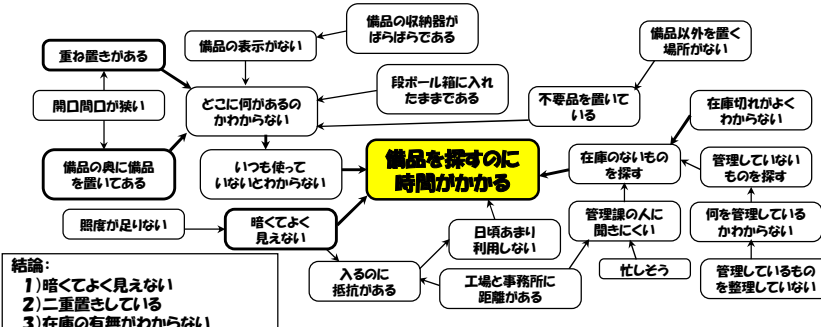 備品の収納器が
ばらばらである
備品以外を置く
場所がない
重ね置きがある
備品の表示がない
段ボール箱に入れ
たままである
不要品を置いて
いる
在庫切れがよく
わからない
開口間口が狭い
どこに何があるの
かわからない
備品を探すのに
時間がかかる
在庫のないもの
を探す
管理していない
ものを探す
備品の奥に備品
を置いてある
いつも使って
いないとわからない
照度が足りない
暗くてよく
見えない
日頃あまり
利用しない
管理課の人に
聞きにくい
何を管理している
かわからない
入るのに
抵抗がある
工場と事務所に
距離がある
忙しそう
管理しているもの
を整理していない
結論:
1)暗くてよく見えない
2)二重置きしている
3)在庫の有無がわからない